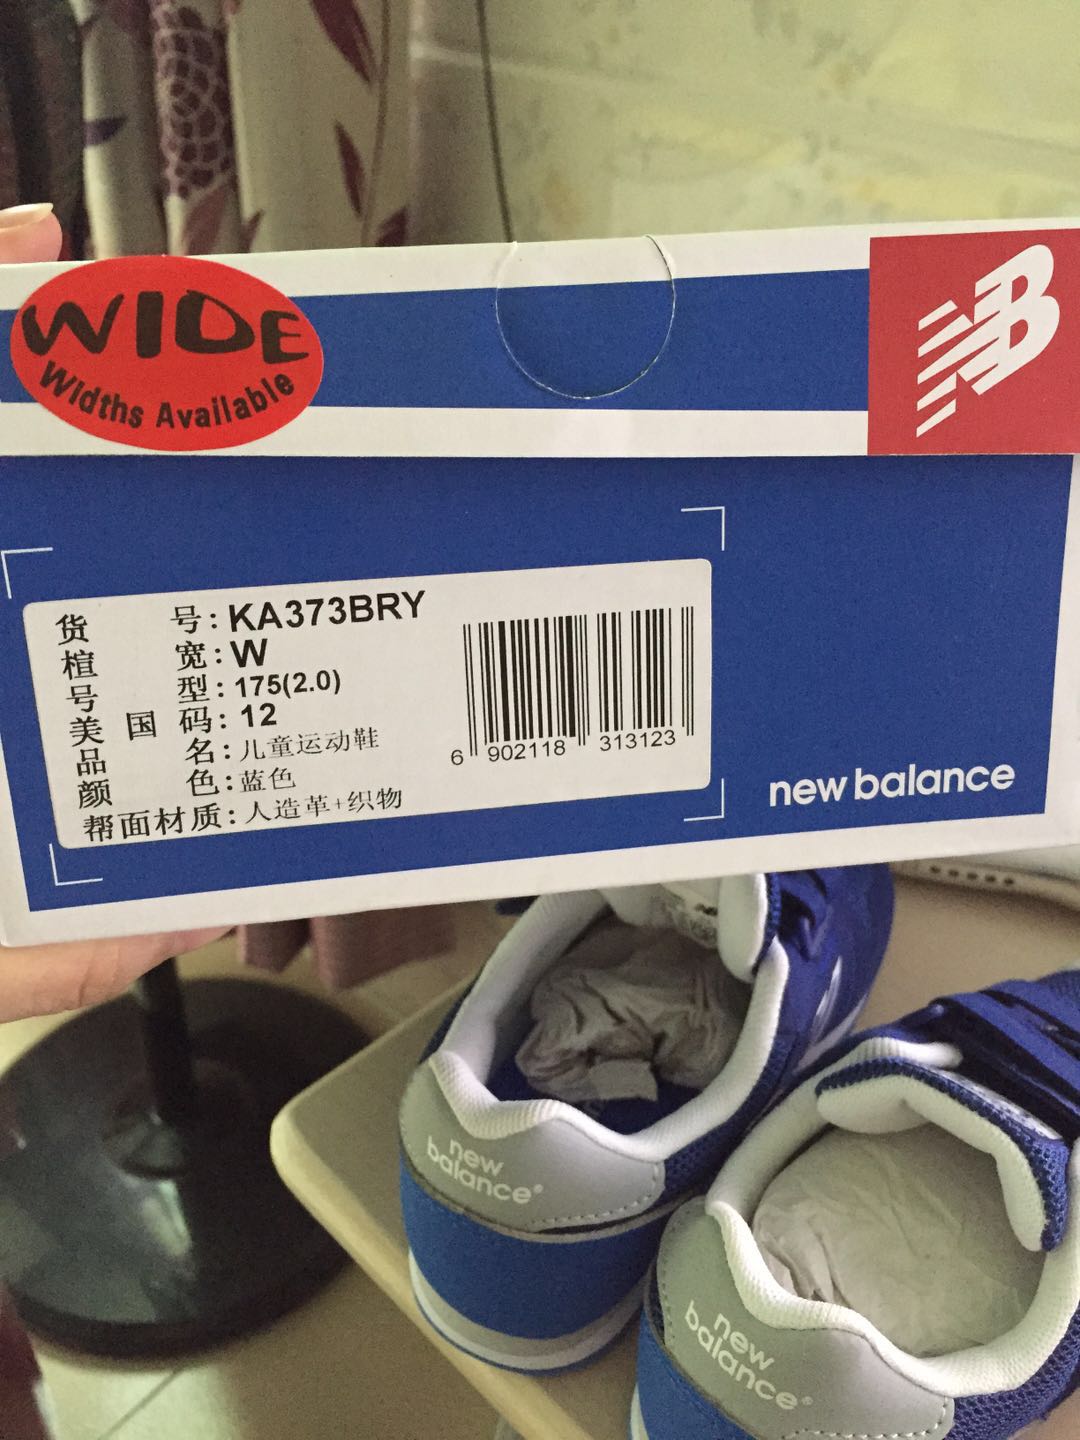 WIDE
Widths Available
NB
货号:KA373BRY
楦宽:W
号型:175(2.0)
美国码:12
品名:儿童运动鞋
颜色:蓝色
帮面材质:人造革+织物
6 902118 313123
new balance
new
balance®
new
balance®